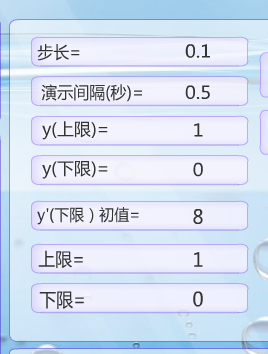 步长= 0.1
演示间隔(秒)= 0.5
y(上限)= 1
y(下限)= 0
y'(下限）初值= 8
上限= 1
下限= 0